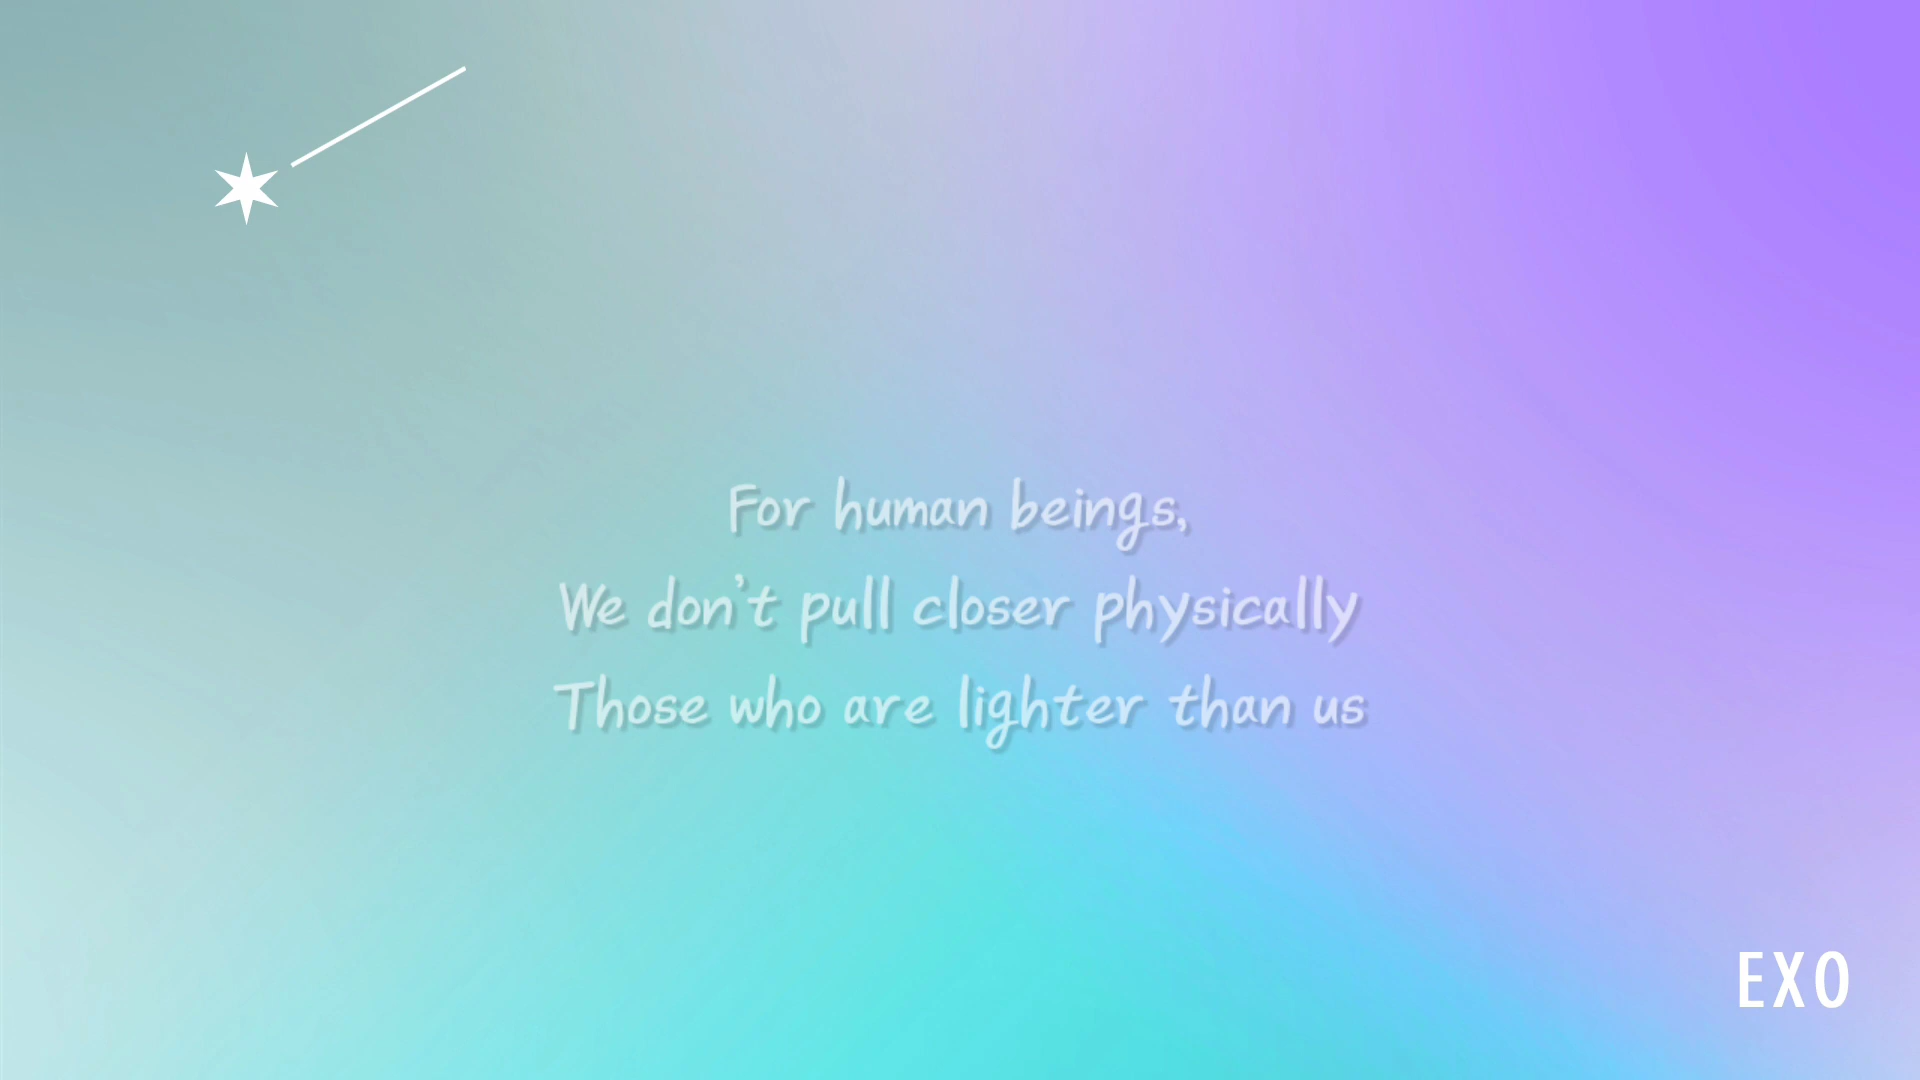 For human beings,
We don't pull closer physically
Those who are lighter than us
EXO